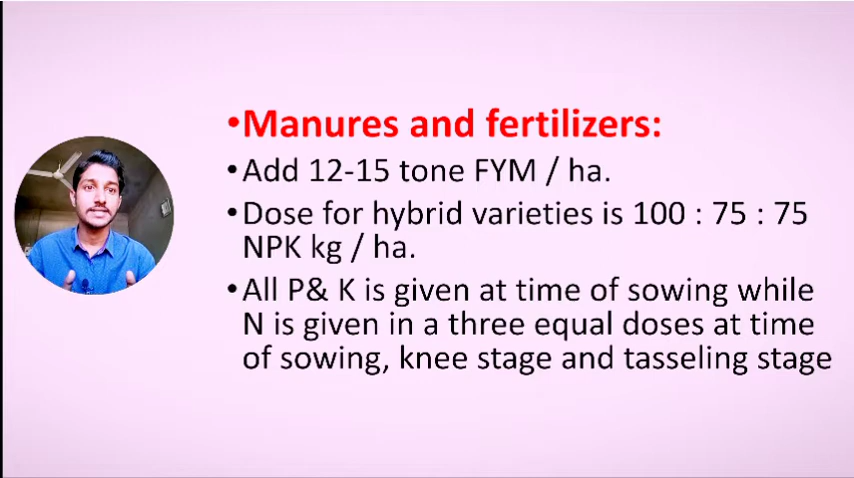 •Manures and fertilizers:
•Add 12-15 tone FYM / ha.
•Dose for hybrid varieties is 100 : 75 : 75
NPK kg / ha.
•All P& K is given at time of sowing while
N is given in a three equal doses at time
of sowing, knee stage and tasseling stage